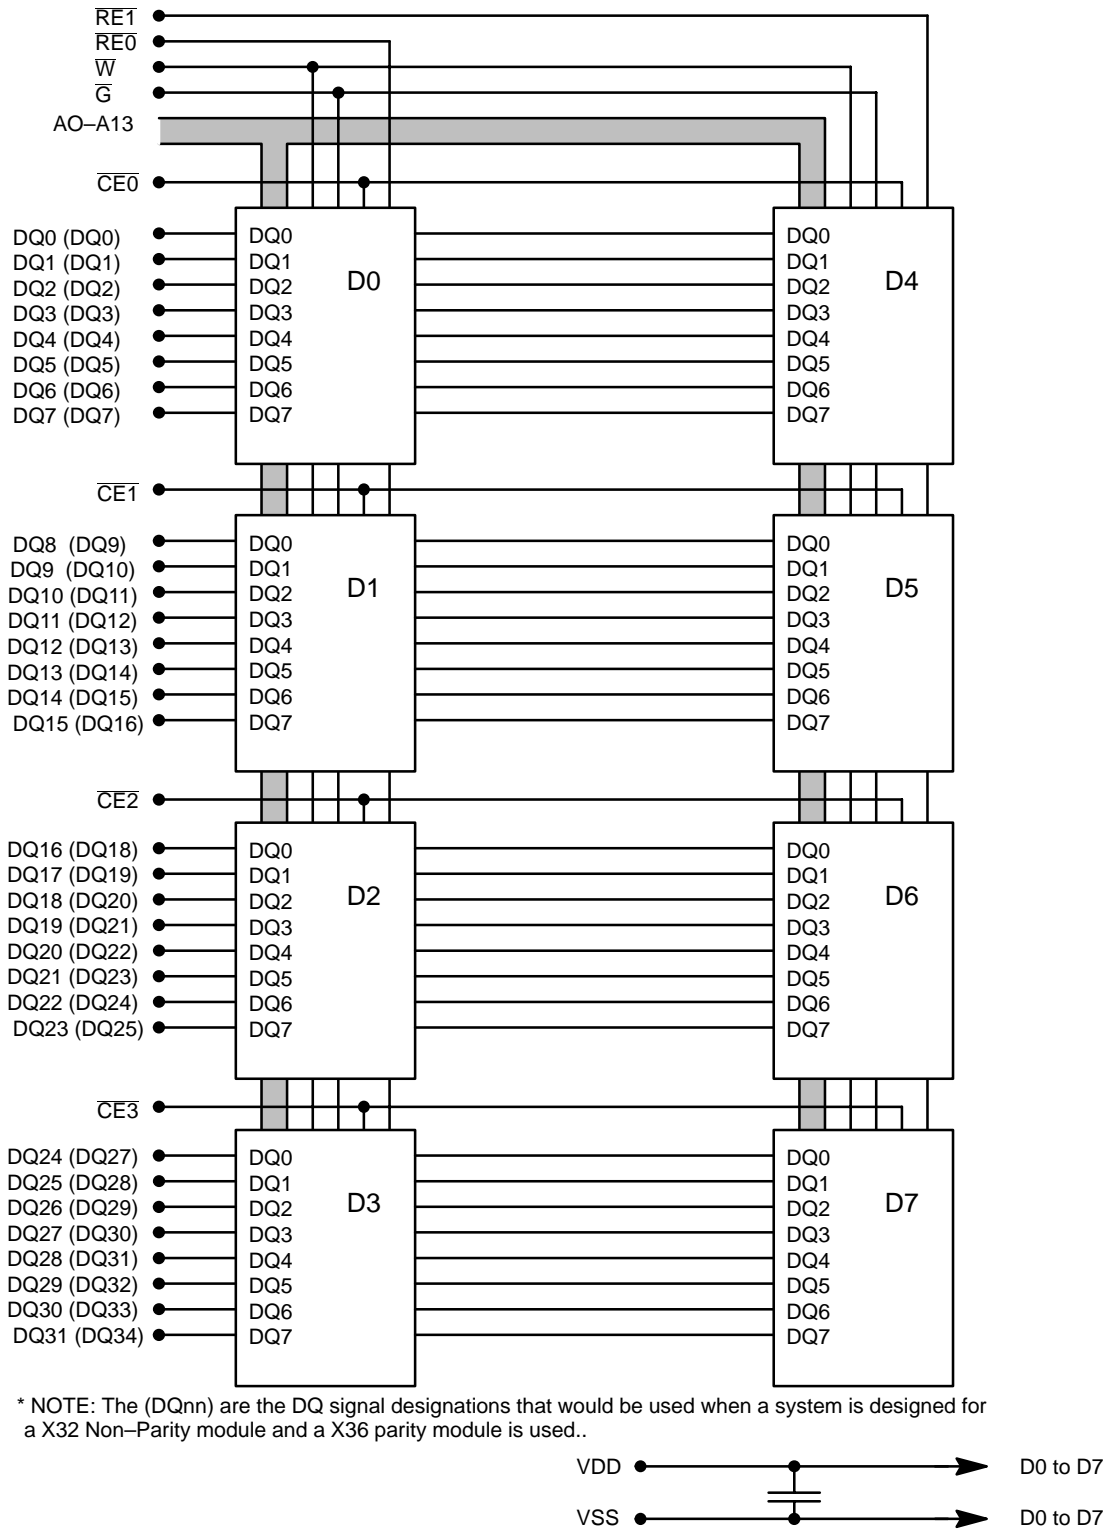 RE1
RE0
W
G
AO–A13
CE0
DQ0 (DQ0)
DQ1 (DQ1)
DQ2 (DQ2)
DQ3 (DQ3)
DQ4 (DQ4)
DQ5 (DQ5)
DQ6 (DQ6)
DQ7 (DQ7)
DQ0
DQ1
DQ2
DQ3
DQ4
DQ5
DQ6
DQ7
D0
DQ0
DQ1
DQ2
DQ3
DQ4
DQ5
DQ6
DQ7
D4
CE1
DQ8 (DQ9)
DQ9 (DQ10)
DQ10 (DQ11)
DQ11 (DQ12)
DQ12 (DQ13)
DQ13 (DQ14)
DQ14 (DQ15)
DQ15 (DQ16)
DQ0
DQ1
DQ2
DQ3
DQ4
DQ5
DQ6
DQ7
D1
DQ0
DQ1
DQ2
DQ3
DQ4
DQ5
DQ6
DQ7
D5
CE2
DQ16 (DQ18)
DQ17 (DQ19)
DQ18 (DQ20)
DQ19 (DQ21)
DQ20 (DQ22)
DQ21 (DQ23)
DQ22 (DQ24)
DQ23 (DQ25)
DQ0
DQ1
DQ2
DQ3
DQ4
DQ5
DQ6
DQ7
D2
DQ0
DQ1
DQ2
DQ3
DQ4
DQ5
DQ6
DQ7
D6
CE3
DQ24 (DQ27)
DQ25 (DQ28)
DQ26 (DQ29)
DQ27 (DQ30)
DQ28 (DQ31)
DQ29 (DQ32)
DQ30 (DQ33)
DQ31 (DQ34)
DQ0
DQ1
DQ2
DQ3
DQ4
DQ5
DQ6
DQ7
D3
DQ0
DQ1
DQ2
DQ3
DQ4
DQ5
DQ6
DQ7
D7
* NOTE: The (DQnn) are the DQ signal designations that would be used when a system is designed for
a X32 Non–Parity module and a X36 parity module is used..
VDD
D0 to D7
VSS
D0 to D7